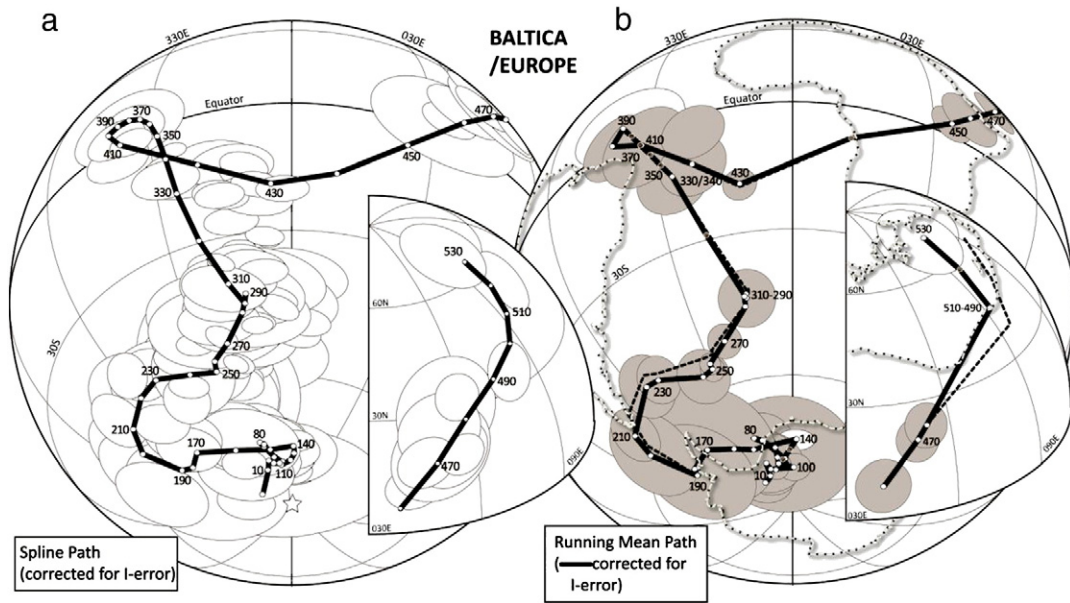 a
b
BALTICA
/EUROPE
330E
030E
Equator
390
370
350
410
330
430
450
470
310
290
270
250
230
210
190
170
80
140
10
110
30S
530
510
490
470
60N
30N
090E
030E
Spline Path
(corrected for I-error)
330E
030E
Equator
390
410
370
350
330/340
430
450
470
30S
310-290
270
250
230
210
190
170
80
140
10
100
530
60N
510-490
30N
470
030E
090E
Running Mean Path
(corrected for
I-error)